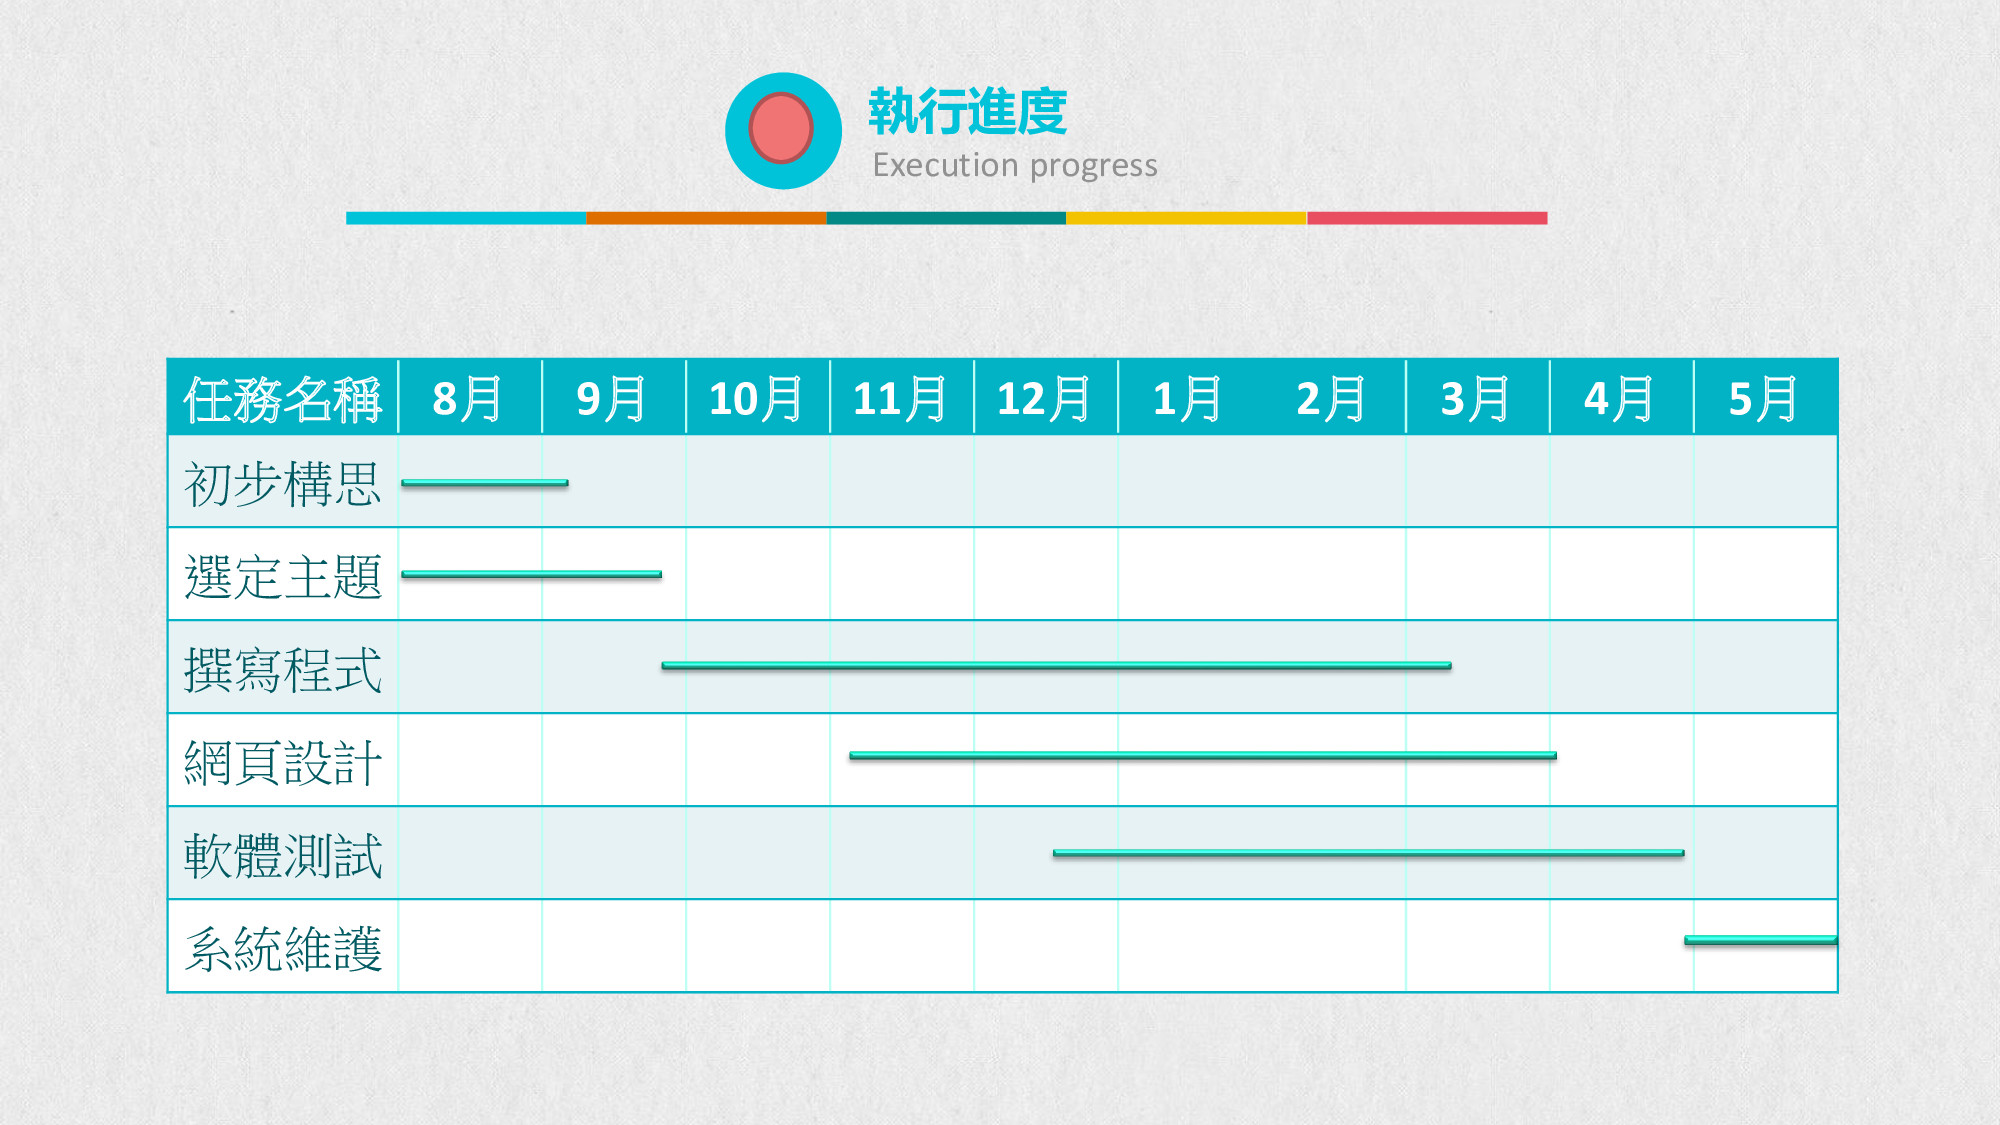 執行進度
Execution progress
任務名稱 8月 9月 10月 11月 12月 1月 2月 3月 4月 5月
初步構思
選定主題
撰寫程式
網頁設計
軟體測試
系統維護